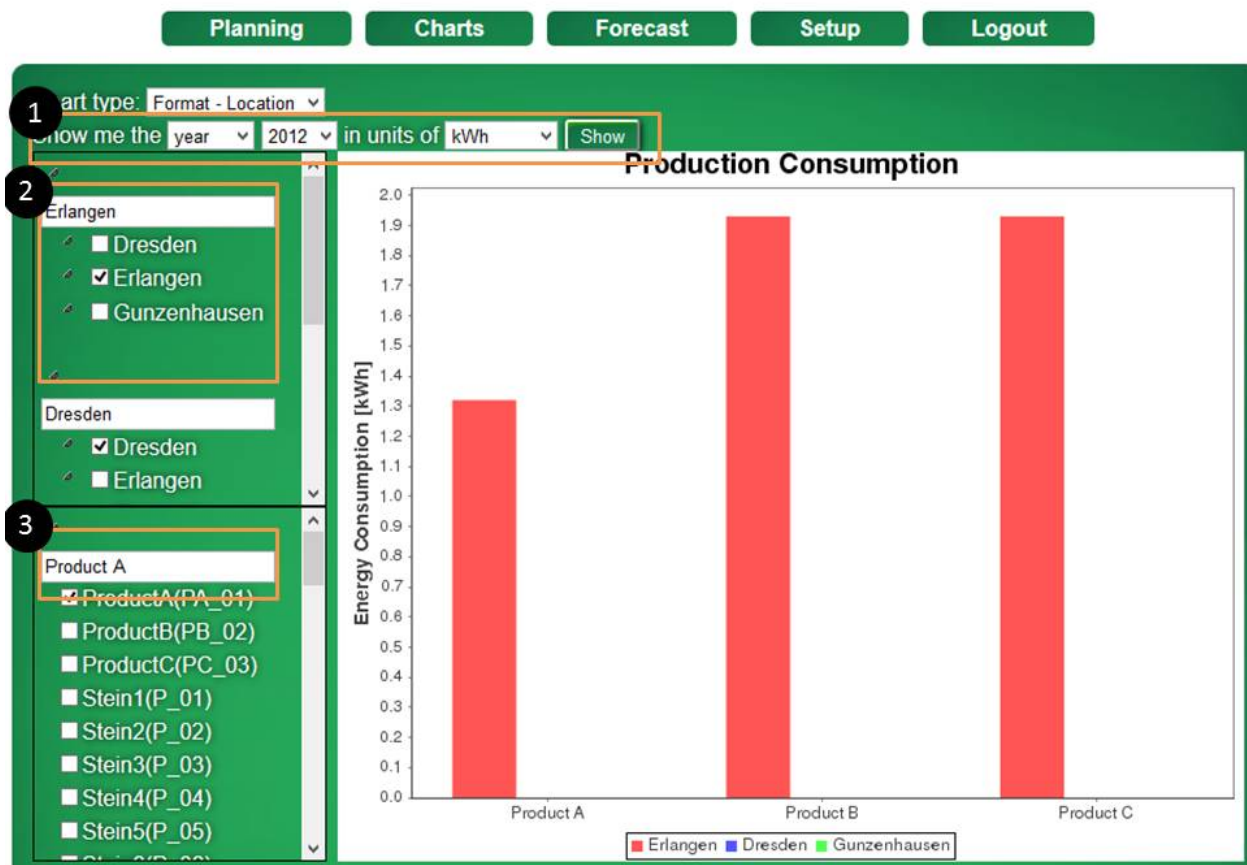 Planning Charts Forecast Setup Logout
1
art type: Format - Location
Show me the year 2012 in units of kWh Show
Production Consumption
2
Erlangen
Dresden
Erlangen
Gunzenhausen
Dresden
Dresden
Erlangen
3
Product A
ProductA(PA_01)
ProductB(PB_02)
ProductC(PC_03)
Stein1(P_01)
Stein2(P_02)
Stein3(P_03)
Stein4(P_04)
Stein5(P_05)
Energy Consumption [kWh]
2.0
1.9
1.8
1.7
1.6
1.5
1.4
1.3
1.2
1.1
1.0
0.9
0.8
0.7
0.6
0.5
0.4
0.3
0.2
0.1
0.0
Product A Product B Product C
Erlangen Dresden Gunzenhausen